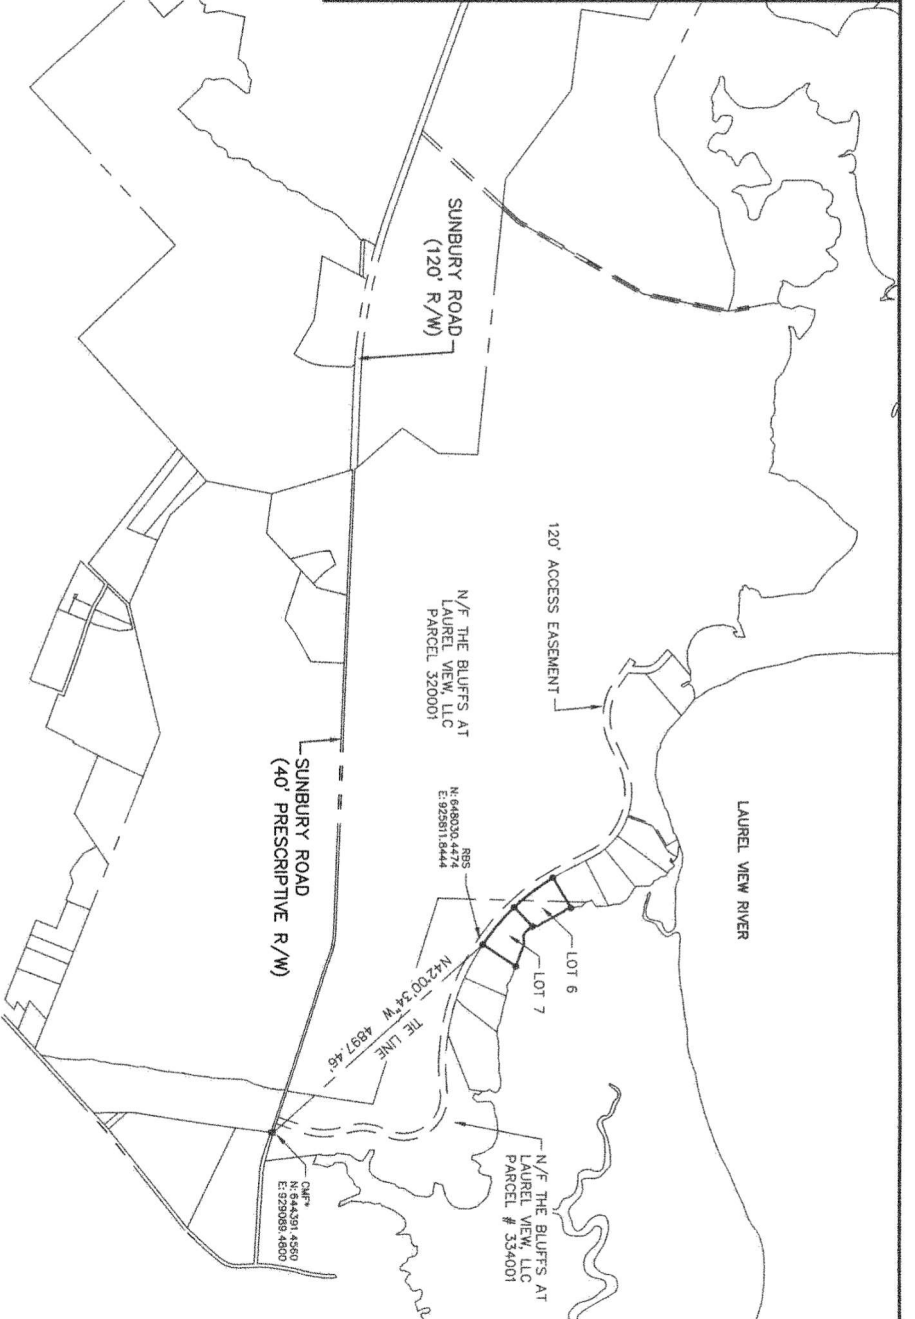 LAUREL VIEW RIVER
120' ACCESS EASEMENT
SUNBURY ROAD
(120' R/W)
N/F THE BLUFFS AT
LAUREL VIEW, LLC
PARCEL 320001
RBS
N: 648030.4474
E: 925811.8444
LOT 6
LOT 7
N42°00'34"W 4897.46'
TIE LINE
N/F THE BLUFFS AT
LAUREL VIEW, LLC
PARCEL # 334001
SUNBURY ROAD
(40' PRESCRIPTIVE R/W)
CMF*
N: 644391.4560
E: 929089.4800